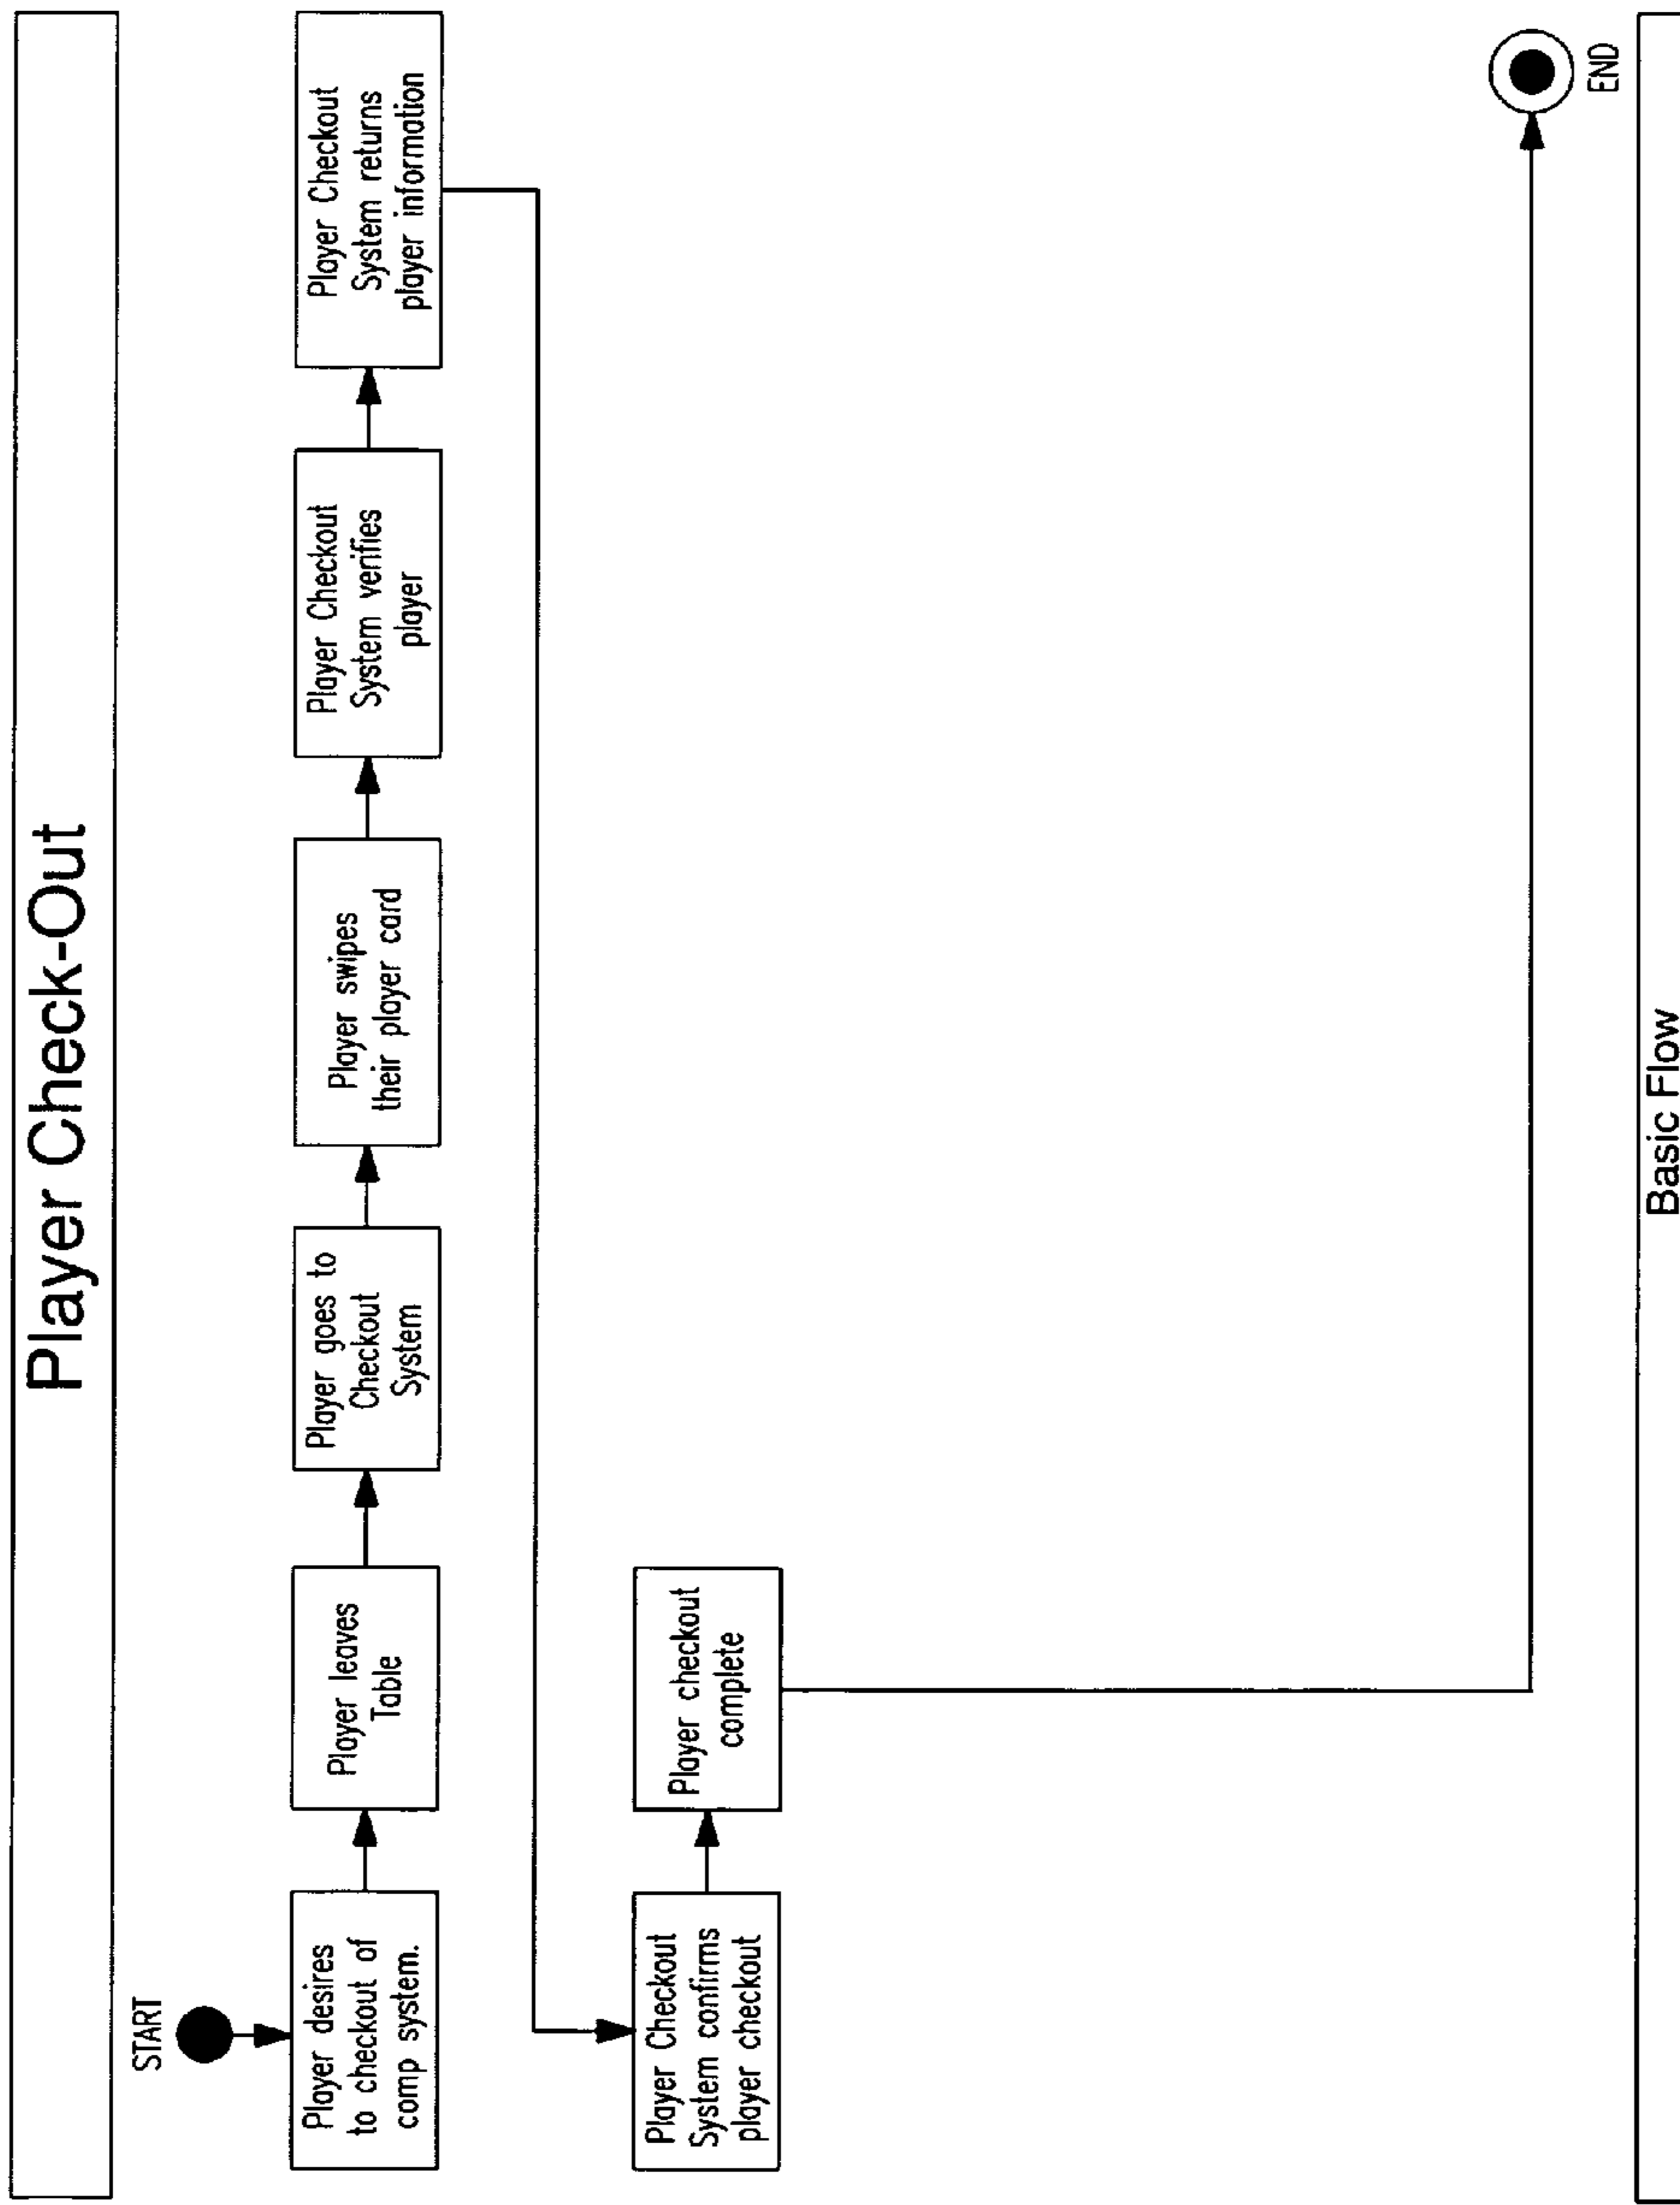 Player Check-Out
START
Player desires
to checkout of
comp system.
Player leaves
Table
Player goes to
Checkout
System
Player swipes
their player card
Player Checkout
System verifies
player
Player Checkout
System returns
player information
Player Checkout
System confirms
player checkout
Player checkout
complete
END
Basic Flow